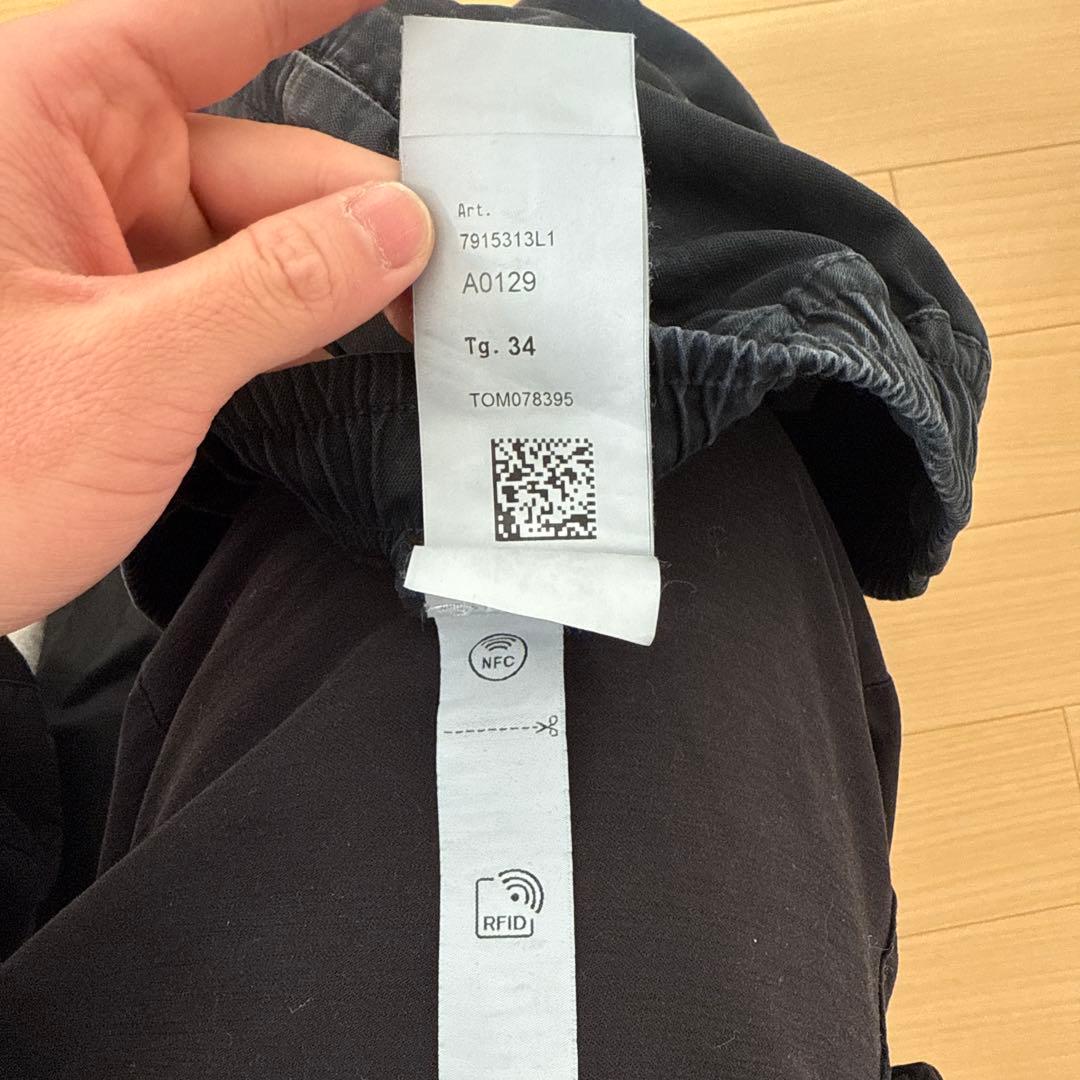 Art.
7915313L1
A0129
Tg. 34
TOM078395
NFC
RFID